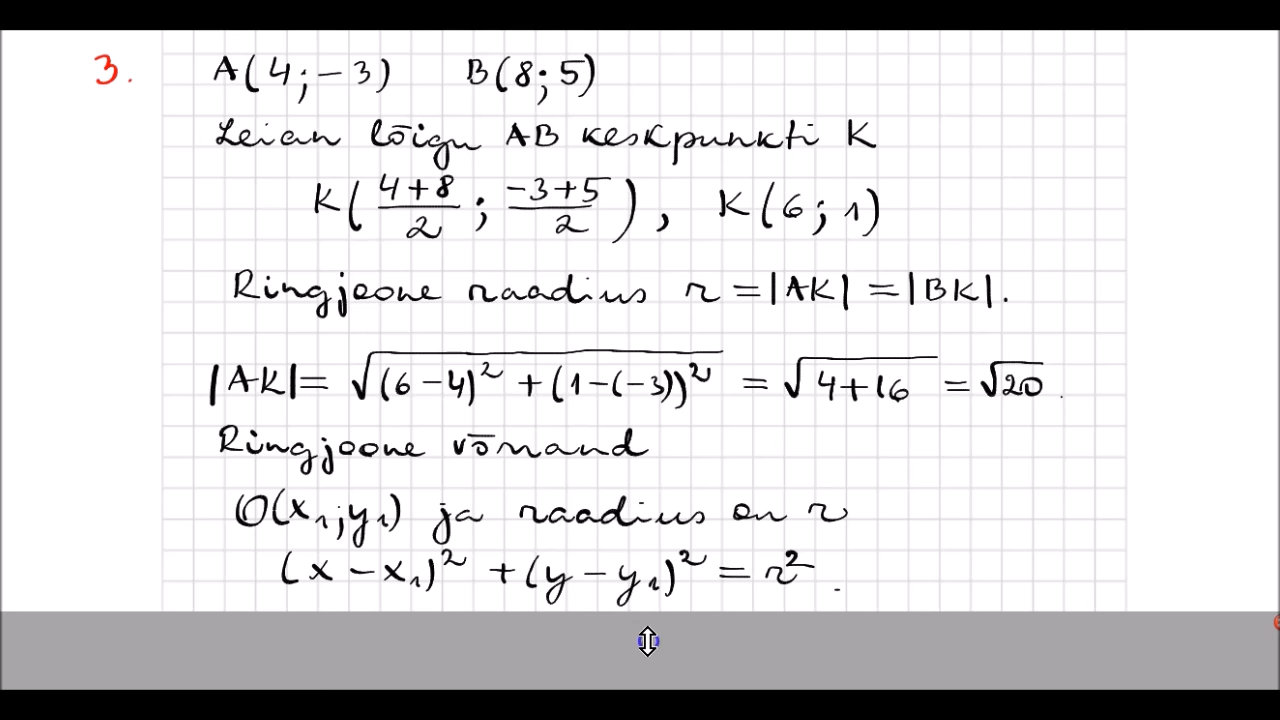 3. A(4; -3) B(8; 5)
Leian lõigu AB keskpunkti K
K((4+8)/2; (-3+5)/2), K(6; 1)
Ringjoone raadius r = |AK| = |BK|.
|AK| = √((6-4)² + (1-(-3))²) = √(4+16) = √20
Ringjoone võrrand
O(x₁; y₁) ja raadius on r
(x - x₁)² + (y - y₁)² = r².